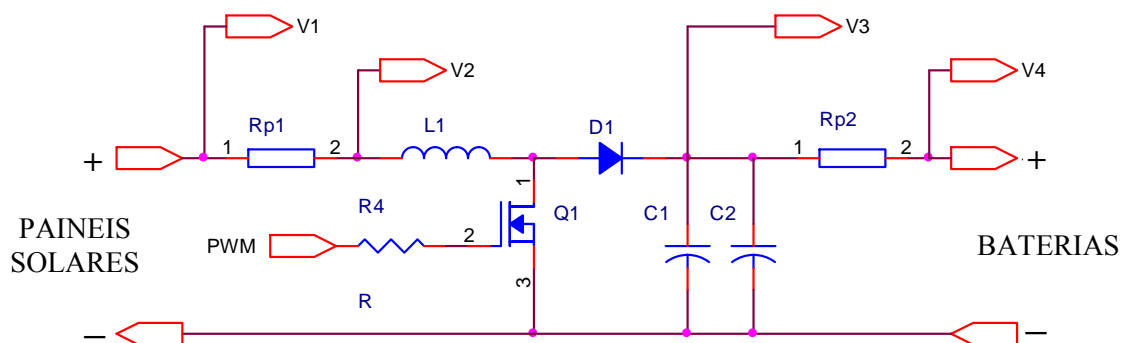 V1
V3
V2
V4
Rp1
L1
D1
Rp2
+
1
2
1
2
+
1
R4
Q1
C1
C2
PAINEIS
SOLARES
PWM
2
BATERIAS
3
R
−
−